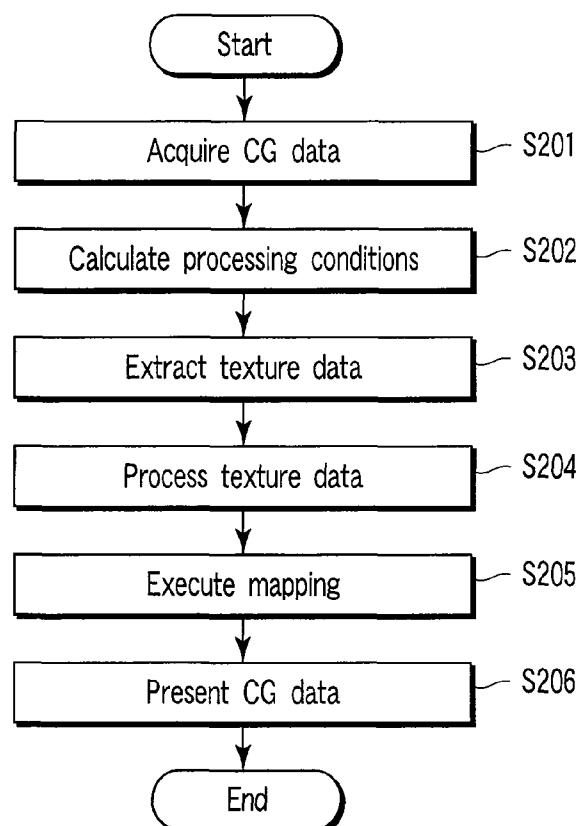 Start
Acquire CG data S201
Calculate processing conditions S202
Extract texture data S203
Process texture data S204
Execute mapping S205
Present CG data S206
End